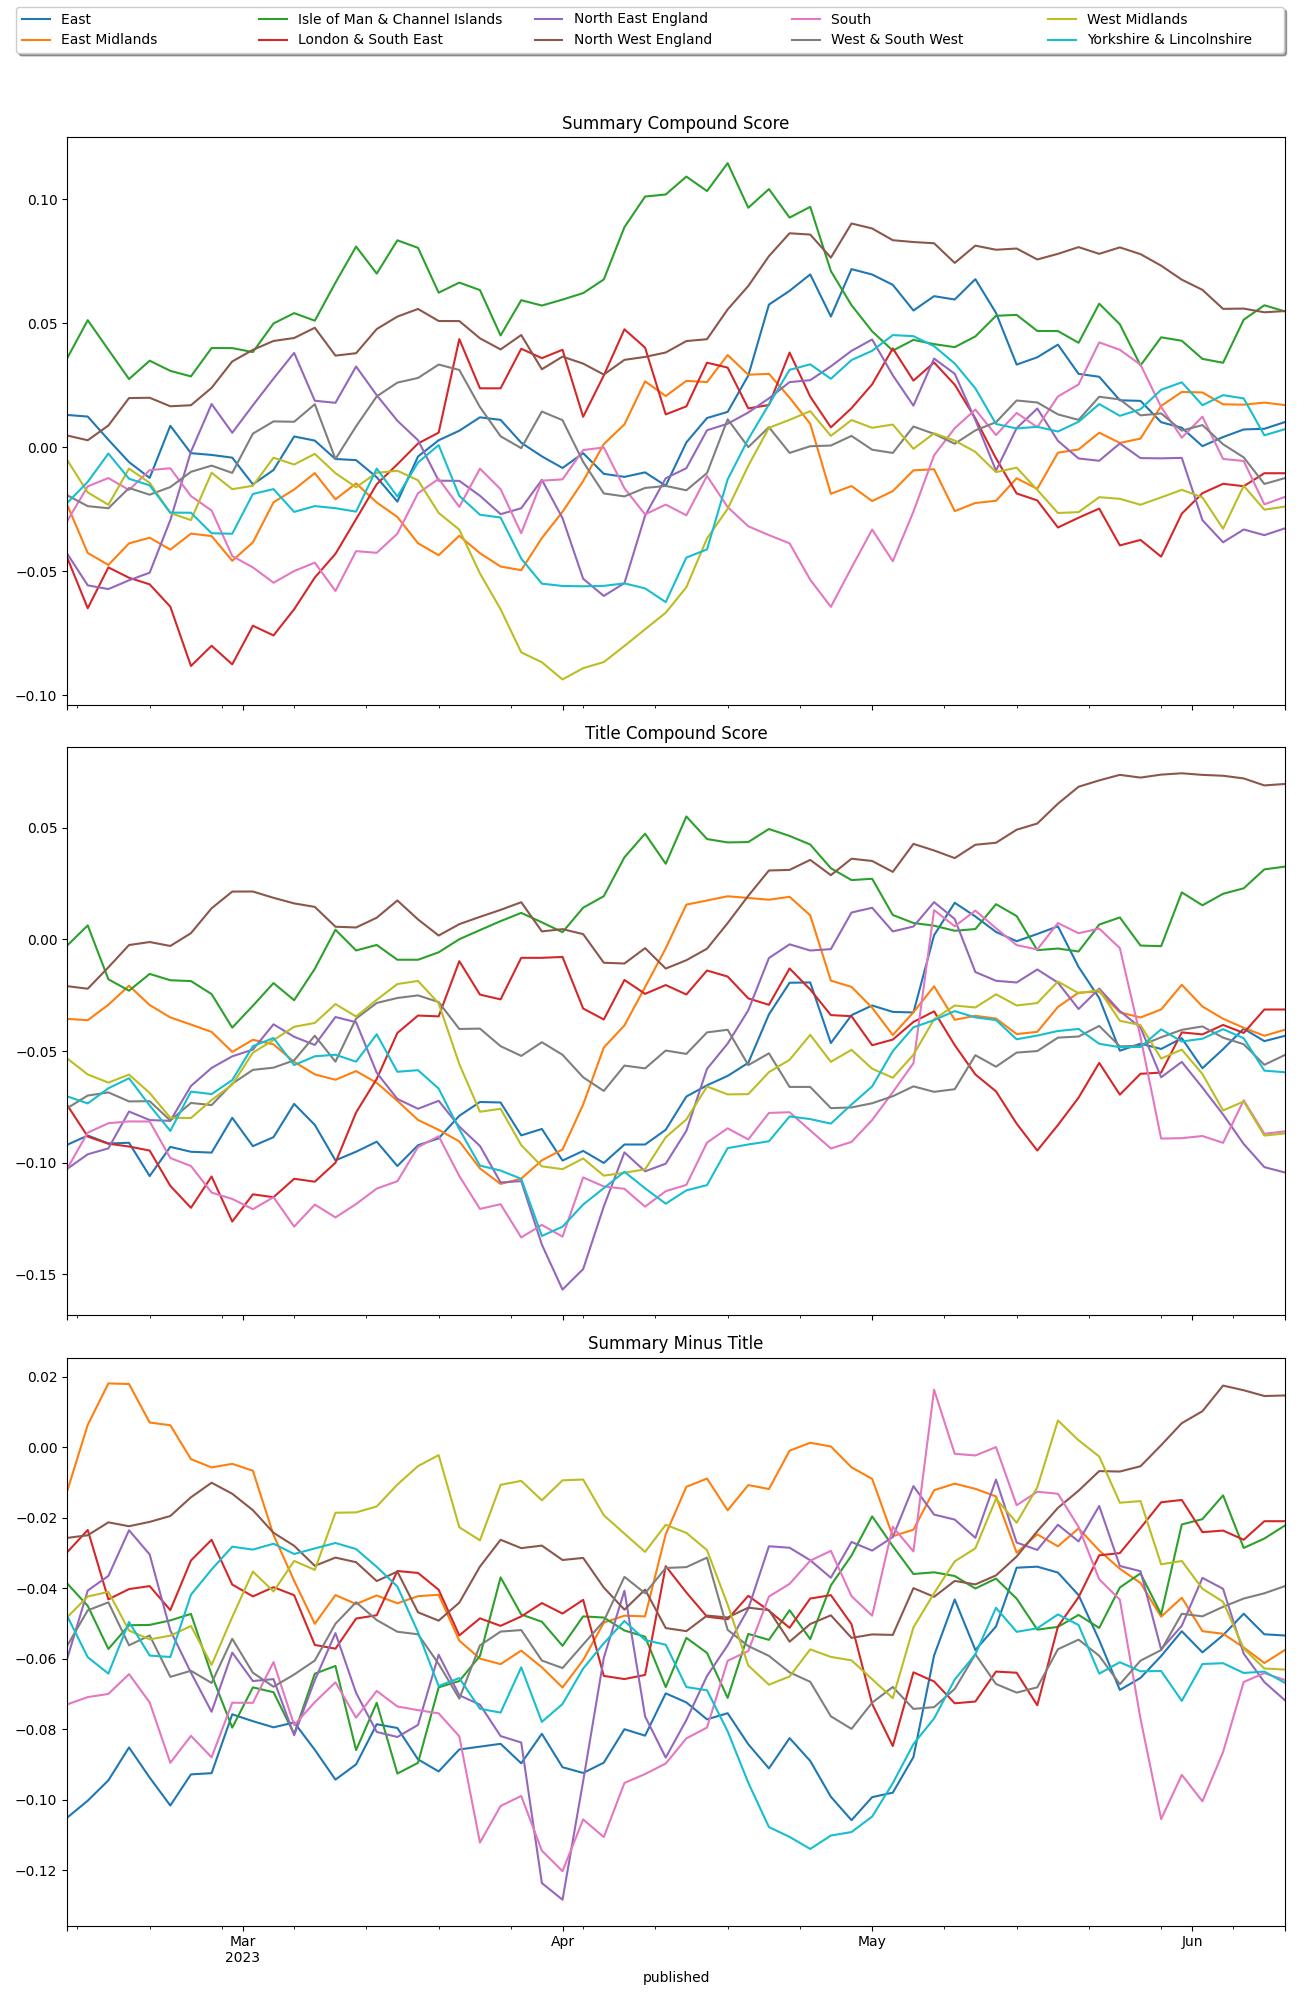 East
Isle of Man & Channel Islands
North East England
South
West Midlands
East Midlands
London & South East
North West England
West & South West
Yorkshire & Lincolnshire
Summary Compound Score
0.10
0.05
0.00
−0.05
−0.10
Title Compound Score
0.05
0.00
−0.05
−0.10
−0.15
Summary Minus Title
0.02
0.00
−0.02
−0.04
−0.06
−0.08
−0.10
−0.12
Mar
2023
Apr
May
Jun
published